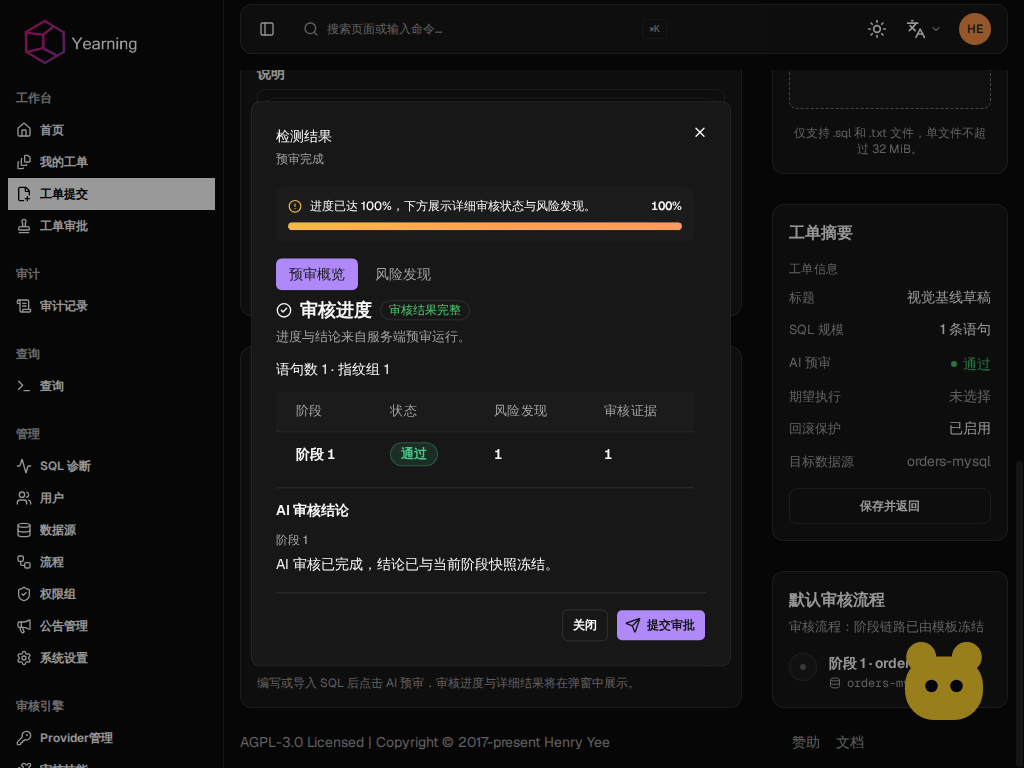 Yearning
工作台
首页
我的工单
工单提交
工单审批
审计
审计记录
查询
查询
管理
SQL 诊断
用户
数据源
流程
权限组
公告管理
系统设置
审核引擎
Provider管理
审核技能
搜索页面或输入命令...
⌘K
HE
说明
检测结果
预审完成
进度已达 100%，下方展示详细审核状态与风险发现。
100%
预审概览
风险发现
审核进度
审核结果完整
进度与结论来自服务端预审运行。
语句数 1 · 指纹组 1
阶段 状态 风险发现 审核证据
阶段 1 通过 1 1
AI 审核结论
阶段 1
AI 审核已完成，结论已与当前阶段快照冻结。
关闭
提交审批
编写或导入 SQL 后点击 AI 预审，审核进度与详细结果将在弹窗中展示。
仅支持 .sql 和 .txt 文件，单文件不超
过 32 MiB。
工单摘要
工单信息
标题 视觉基线草稿
SQL 规模 1 条语句
AI 预审 通过
期望执行 未选择
回滚保护 已启用
目标数据源 orders-mysql
保存并返回
默认审核流程
审核流程：阶段链路已由模板冻结
阶段 1 · order
orders-my
AGPL-3.0 Licensed | Copyright © 2017-present Henry Yee
赞助
文档